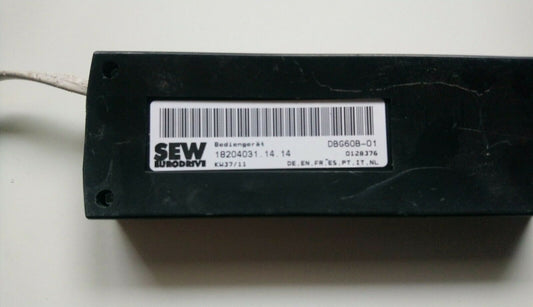 SEW
EURODRIVE
Bediengerät DBG60B-01
18204031.14.14 0128376
KW37/11 DE.EN.FR.ES.PT.IT.NL